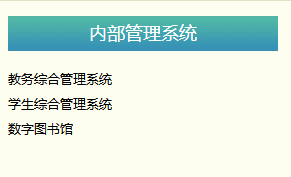 内部管理系统
教务综合管理系统
学生综合管理系统
数字图书馆